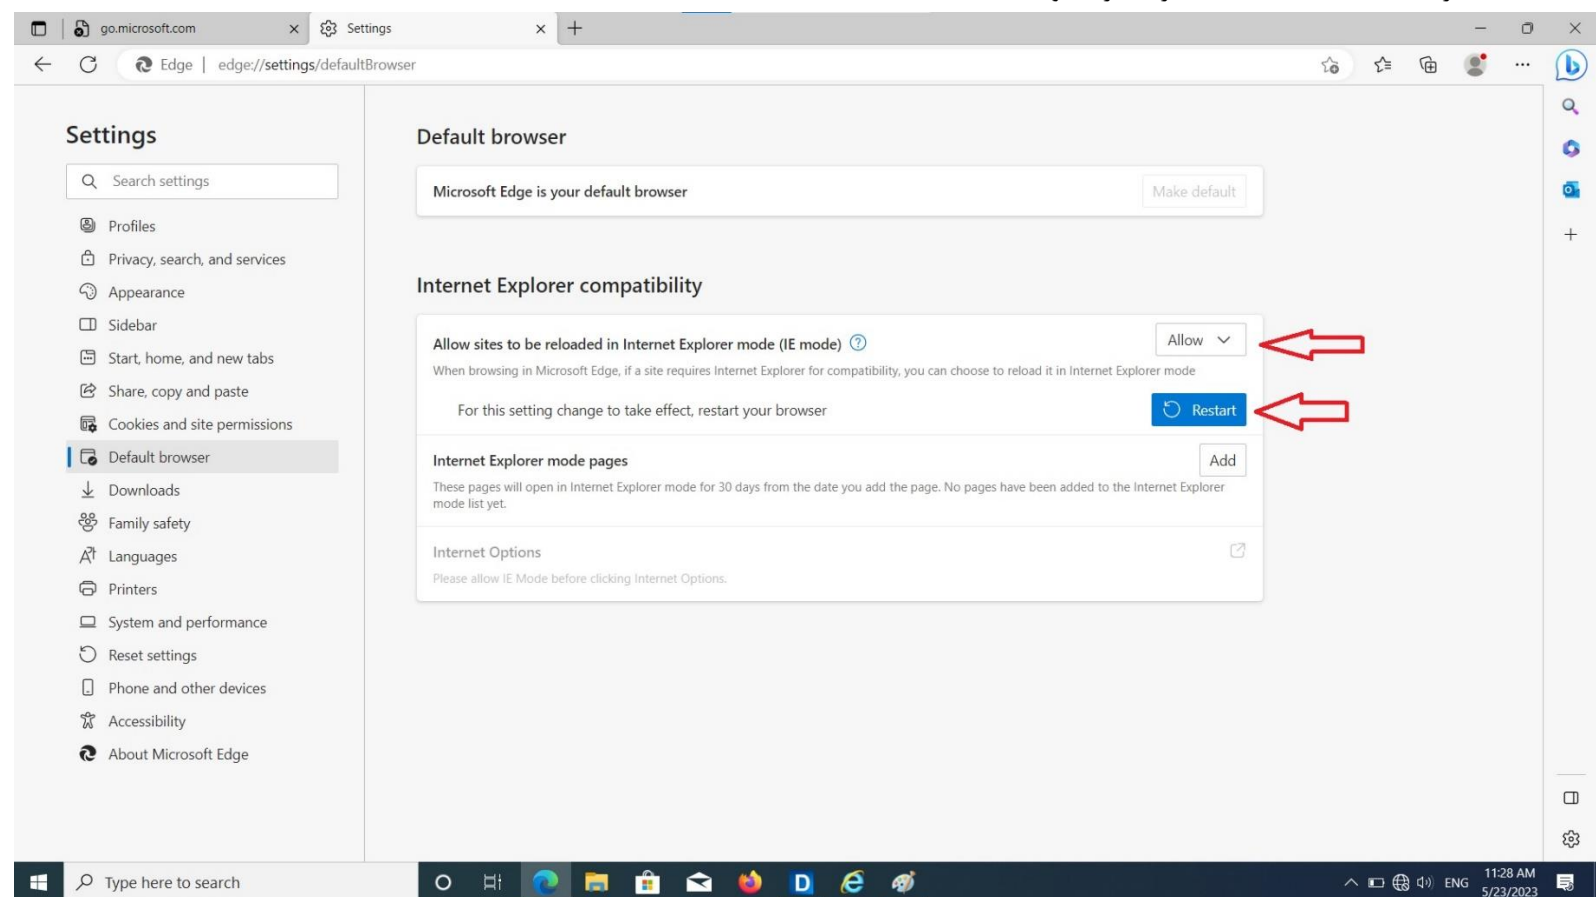 go.microsoft.com
Settings
Edge | edge://settings/defaultBrowser
Settings
Search settings
Profiles
Privacy, search, and services
Appearance
Sidebar
Start, home, and new tabs
Share, copy and paste
Cookies and site permissions
Default browser
Downloads
Family safety
Languages
Printers
System and performance
Reset settings
Phone and other devices
Accessibility
About Microsoft Edge
Default browser
Microsoft Edge is your default browser
Make default
Internet Explorer compatibility
Allow sites to be reloaded in Internet Explorer mode (IE mode)
Allow
When browsing in Microsoft Edge, if a site requires Internet Explorer for compatibility, you can choose to reload it in Internet Explorer mode
For this setting change to take effect, restart your browser
Restart
Internet Explorer mode pages
Add
These pages will open in Internet Explorer mode for 30 days from the date you add the page. No pages have been added to the Internet Explorer
mode list yet.
Internet Options
Please allow IE Mode before clicking Internet Options.
Type here to search
D
ENG
11:28 AM
5/23/2023